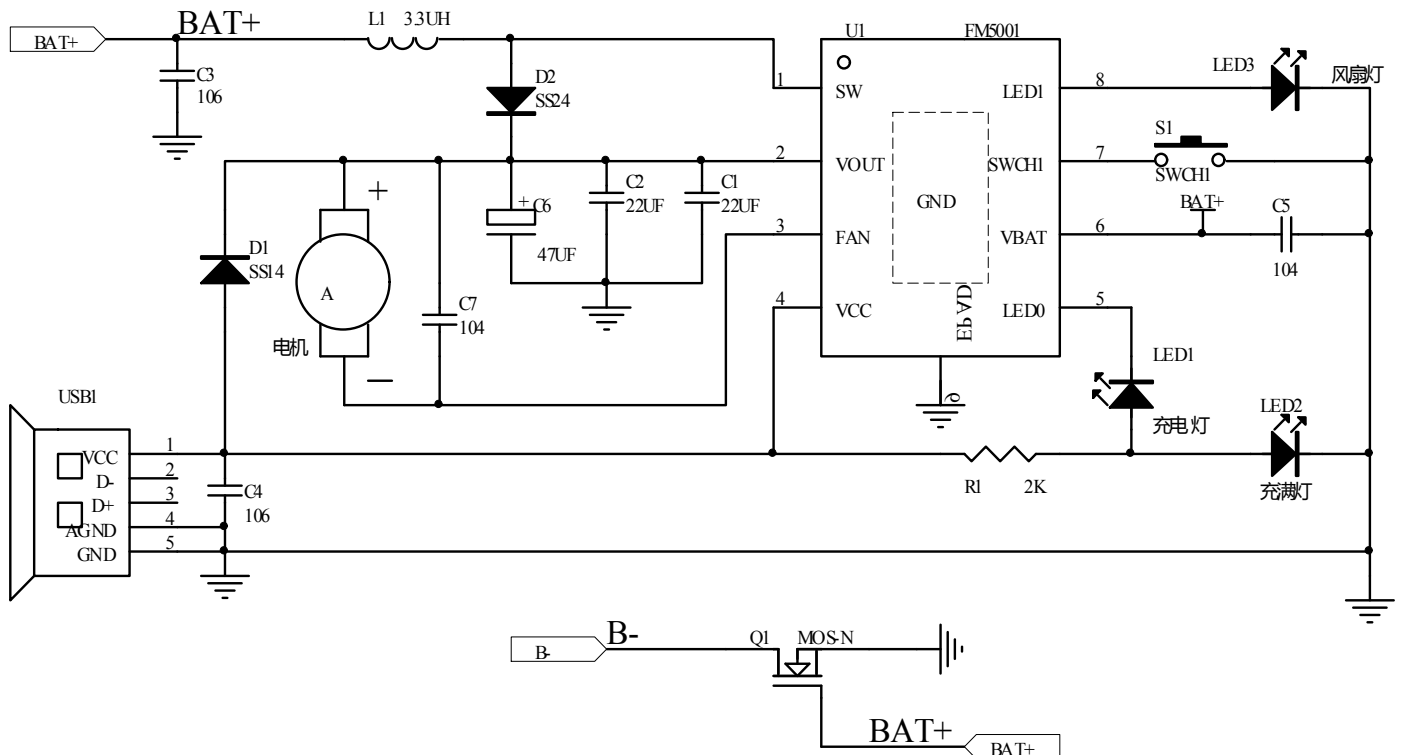 BAT+
BAT+
L1 3.3UH
C3
106
D2
SS24
U1 FM5001
1 SW
2 VOUT
3 FAN
4 VCC
GND
EPAD
9
LED1 8
SWCH1 7
VBAT 6
LED0 5
LED3
风扇灯
S1
SWCH1
BAT+
C5
104
LED1
充电灯
LED2
充满灯
D1
SS14
+
A
电机
—
C7
104
+ C6
47UF
C2
22UF
C1
22UF
USB1
VCC 1
D- 2
D+ 3
AGND 4
GND 5
C4
106
R1 2K
B-
B-
Q1 MOS-N
BAT+
BAT+